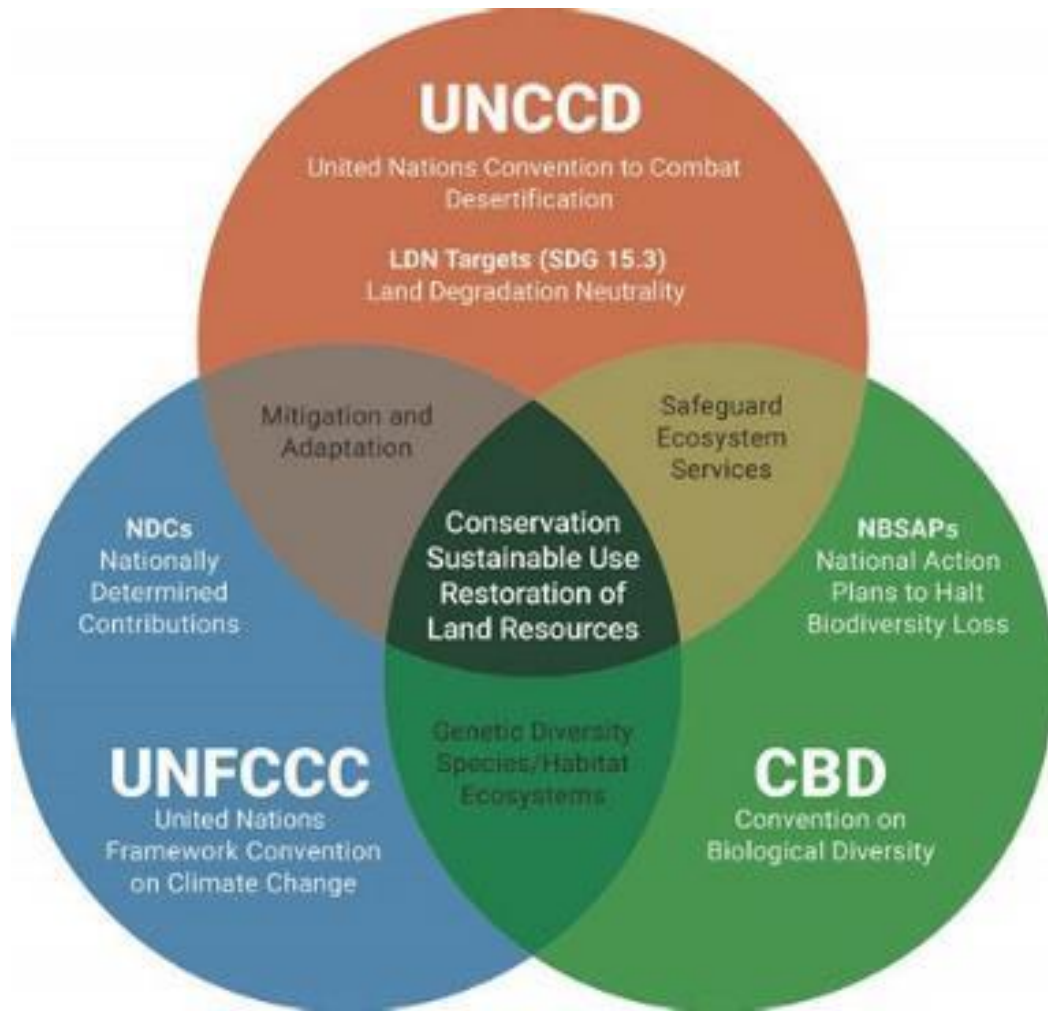 UNCCD
United Nations Convention to Combat
Desertification
LDN Targets (SDG 15.3)
Land Degradation Neutrality
Mitigation and
Adaptation
Safeguard
Ecosystem
Services
NDCs
Nationally
Determined
Contributions
Conservation
Sustainable Use
Restoration of
Land Resources
NBSAPs
National Action
Plans to Halt
Biodiversity Loss
Genetic Diversity
Species/Habitat
Ecosystems
UNFCCC
United Nations
Framework Convention
on Climate Change
CBD
Convention on
Biological Diversity